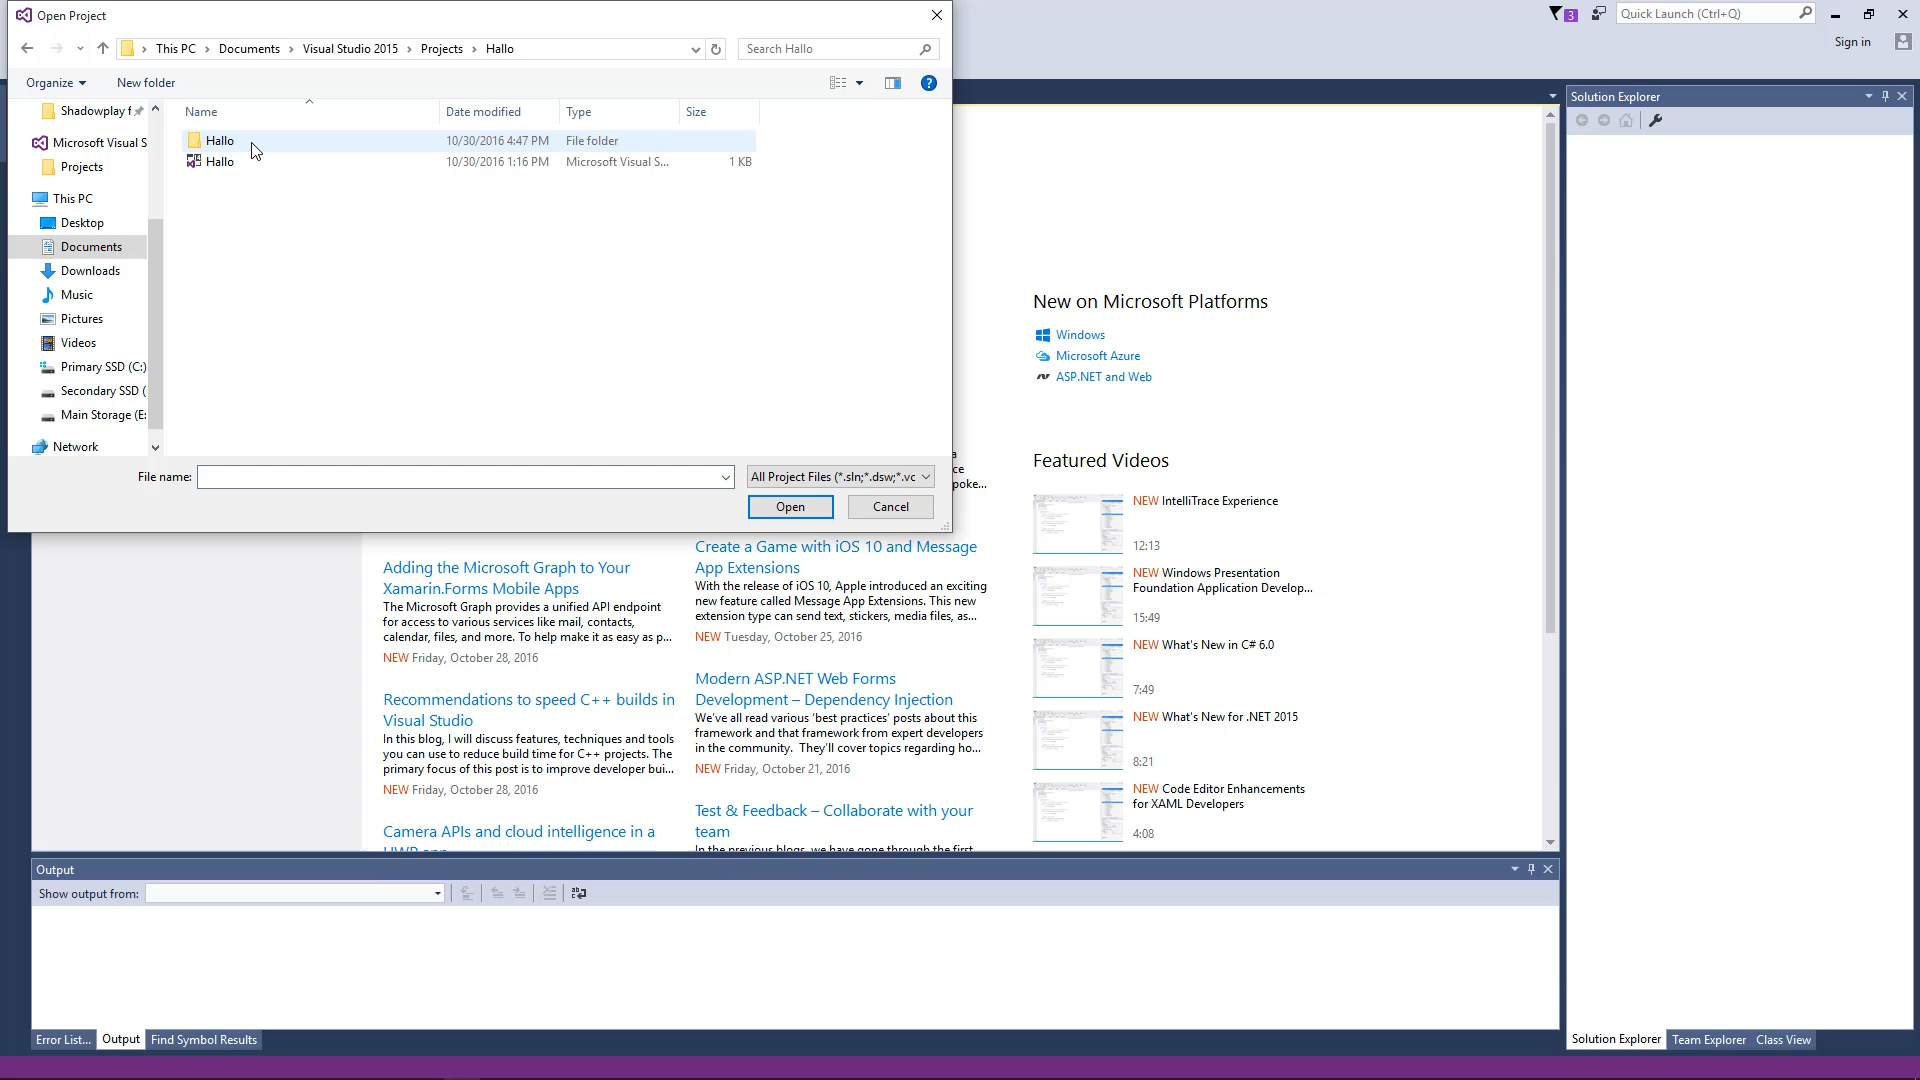 Open Project
3
Quick Launch (Ctrl+Q)
Sign in
This PC
Documents
Visual Studio 2015
Projects
Hallo
Search Hallo
Organize
New folder
Name
Date modified
Type
Size
Hallo
10/30/2016 4:47 PM
File folder
Hallo
10/30/2016 1:16 PM
Microsoft Visual S...
1 KB
Shadowplay f
Microsoft Visual S
Projects
This PC
Desktop
Documents
Downloads
Music
Pictures
Videos
Primary SSD (C:)
Secondary SSD (
Main Storage (E:
Network
File name:
All Project Files (*.sln;*.dsw;*.vc
Open
Cancel
a
ce
poke...
Adding the Microsoft Graph to Your
Xamarin.Forms Mobile Apps
The Microsoft Graph provides a unified API endpoint
for access to various services like mail, contacts,
calendar, files, and more. To help make it as easy as p...
NEW Friday, October 28, 2016
Recommendations to speed C++ builds in
Visual Studio
In this blog, I will discuss features, techniques and tools
you can use to reduce build time for C++ projects. The
primary focus of this post is to improve developer bui...
NEW Friday, October 28, 2016
Camera APIs and cloud intelligence in a
Create a Game with iOS 10 and Message
App Extensions
With the release of iOS 10, Apple introduced an exciting
new feature called Message App Extensions. This new
extension type can send text, stickers, media files, as...
NEW Tuesday, October 25, 2016
Modern ASP.NET Web Forms
Development – Dependency Injection
We've all read various 'best practices' posts about this
framework and that framework from expert developers
in the community. They'll cover topics regarding ho...
NEW Friday, October 21, 2016
Test & Feedback – Collaborate with your
team
In the previous blogs, we have gone through the first
New on Microsoft Platforms
Windows
Microsoft Azure
ASP.NET and Web
Featured Videos
NEW IntelliTrace Experience
12:13
NEW Windows Presentation
Foundation Application Develop...
15:49
NEW What's New in C# 6.0
7:49
NEW What's New for .NET 2015
8:21
NEW Code Editor Enhancements
for XAML Developers
4:08
Solution Explorer
Output
Show output from:
Error List...
Output
Find Symbol Results
Solution Explorer
Team Explorer
Class View